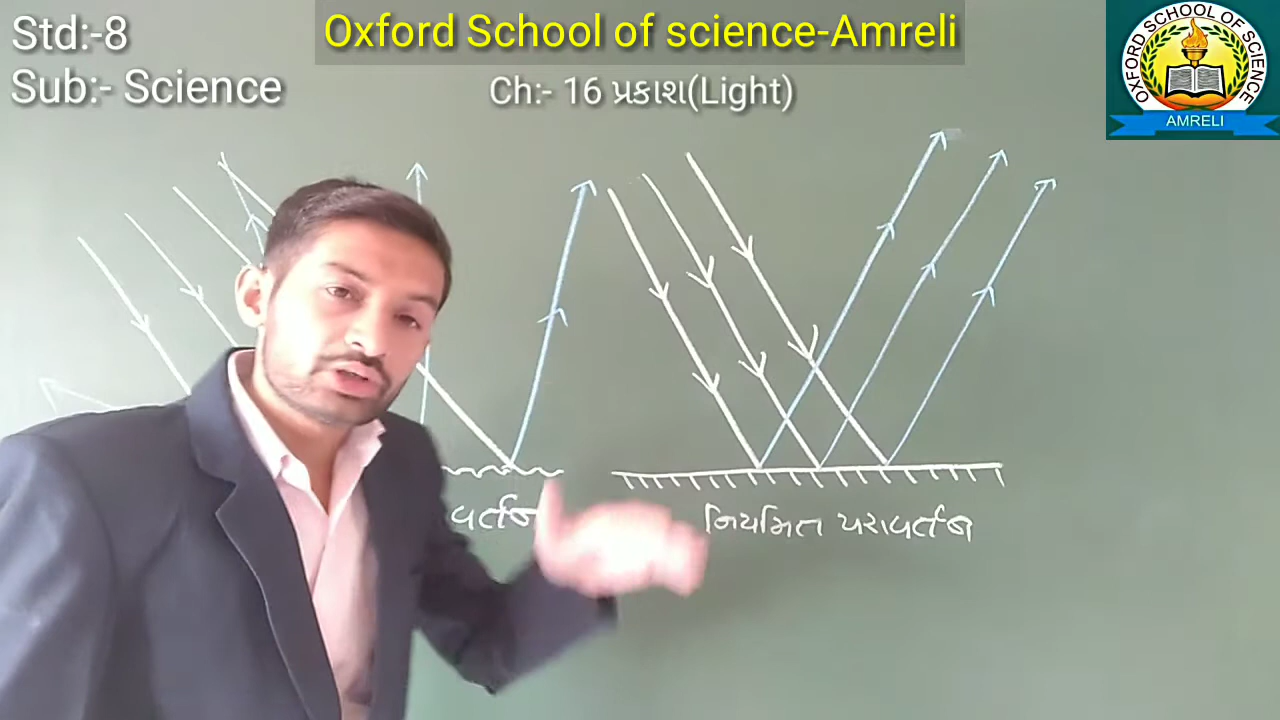 Std:-8
Oxford School of science-Amreli
Sub:- Science
Ch:- 16 પ્રકાશ(Light)
OXFORD SCHOOL OF SCIENCE
AMRELI
નિયમિત પરાવર્તન